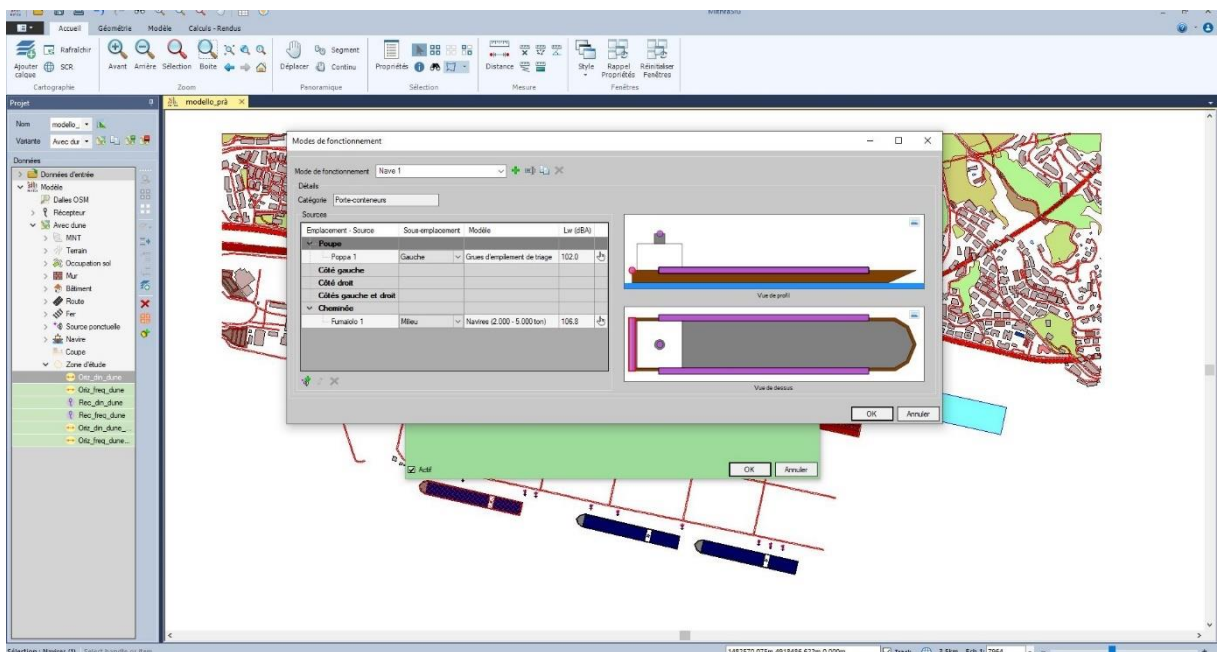 MithraSIG
Accueil Géométrie Modèle Calculs - Rendus
Ajouter calque
Rafraîchir
SCR
Avant Arrière Sélection Boite
Déplacer
Segment
Continu
Propriétés
Distance
Style
Rappel Propriétés
Réinitialiser Fenêtres
Cartographie Zoom Panoramique Sélection Mesure Fenêtres
Projet
modello_prà
Nom modello_
Variante Avec dur
Données
Données d'entrée
Modèle
Dalles OSM
Récepteur
Avec dune
MNT
Terrain
Occupation sol
Mur
Bâtiment
Route
Fer
Source ponctuelle
Navire
Coupe
Zone d'étude
Oriz_din_dune
Oriz_freq_dune
Rec_din_dune
Rec_freq_dune
Oriz_din_dune_...
Oriz_freq_dune...
Modes de fonctionnement
Mode de fonctionnement Nave 1
Détails
Catégorie Porte-conteneurs
Sources
Emplacement - Source Sous-emplacement Modèle Lw (dBA)
Poupe
Poppa 1 Gauche Grues d'empilement de triage 102.0
Côté gauche
Côté droit
Côtés gauche et droit
Cheminée
Fumaiolo 1 Milieu Navires (2.000 - 5.000 ton) 106.8
Vue de profil
Vue de dessus
OK Annuler
Actif
OK Annuler